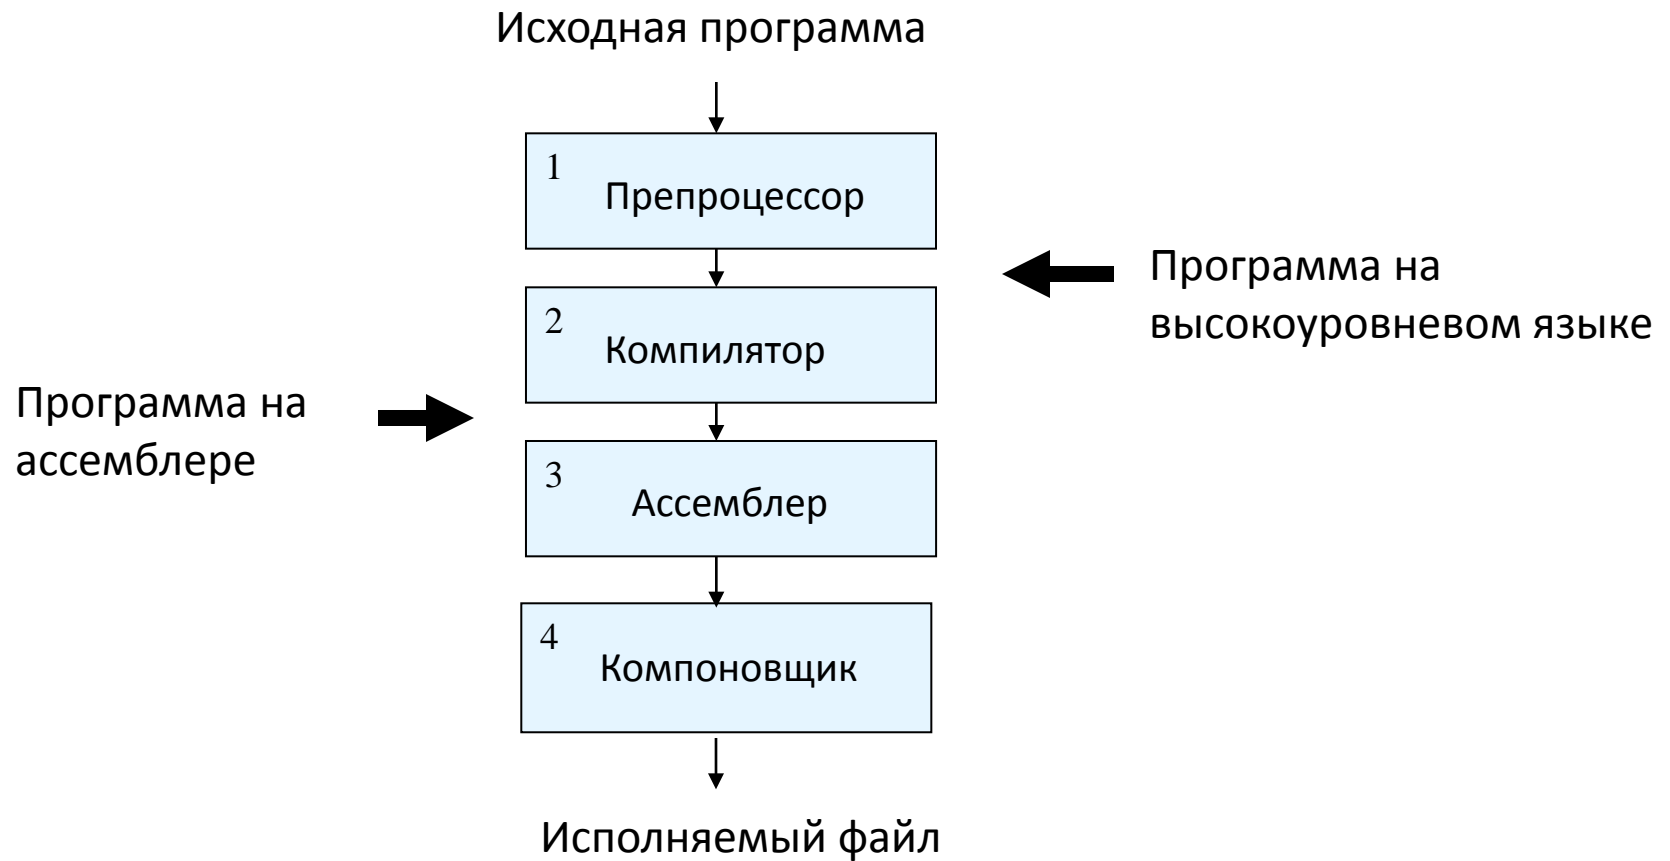 Исходная программа
1
Препроцессор
Программа на
высокоуровневом языке
2
Компилятор
Программа на
ассемблере
3
Ассемблер
4
Компоновщик
Исполняемый файл